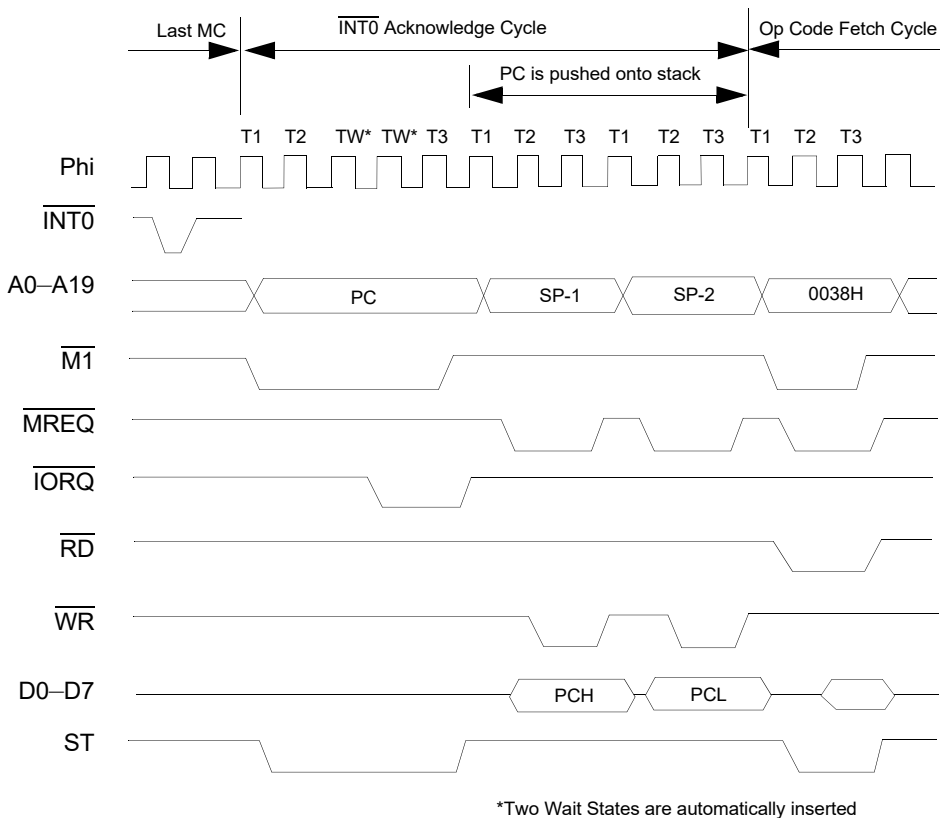 Last MC
INT0 Acknowledge Cycle
Op Code Fetch Cycle
PC is pushed onto stack
T1 T2 TW* TW* T3 T1 T2 T3 T1 T2 T3 T1 T2 T3
Phi
INT0
A0–A19 PC SP-1 SP-2 0038H
M1
MREQ
IORQ
RD
WR
D0–D7 PCH PCL
ST
*Two Wait States are automatically inserted